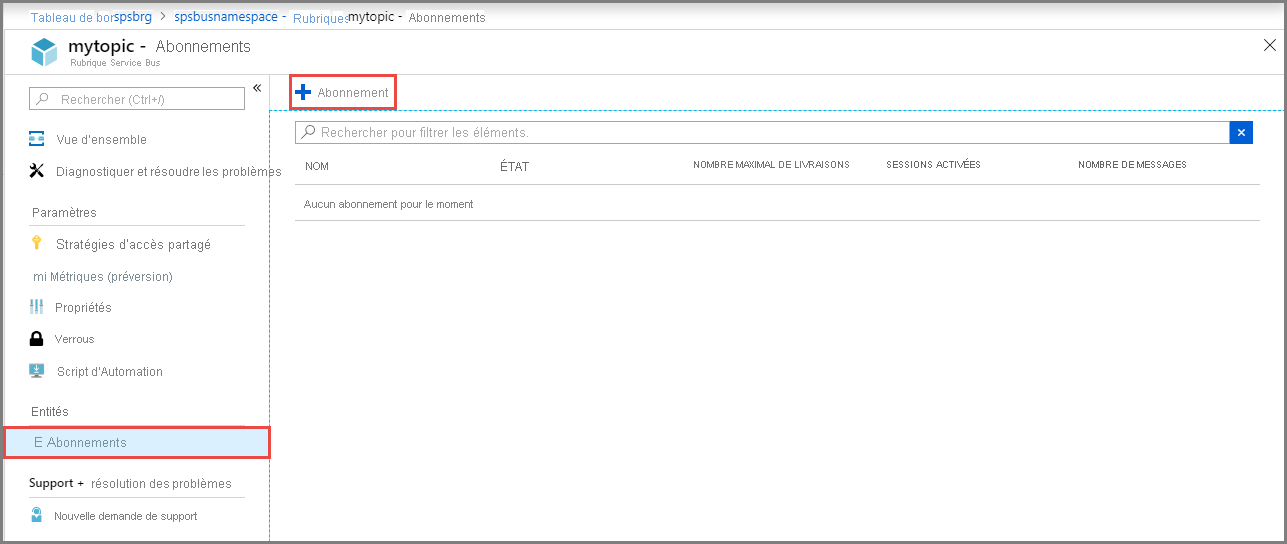 Tableau de borspsbrg > spsbusnamespace - Rubriques mytopic - Abonnements
mytopic - Abonnements
Rubrique Service Bus
Rechercher (Ctrl+/)
«
Vue d'ensemble
Diagnostiquer et résoudre les problèmes
Paramètres
Stratégies d'accès partagé
mi Métriques (préversion)
Propriétés
Verrous
Script d'Automation
Entités
E Abonnements
Support + résolution des problèmes
Nouvelle demande de support
Abonnement
Rechercher pour filtrer les éléments.
NOM ÉTAT NOMBRE MAXIMAL DE LIVRAISONS SESSIONS ACTIVÉES NOMBRE DE MESSAGES
Aucun abonnement pour le moment